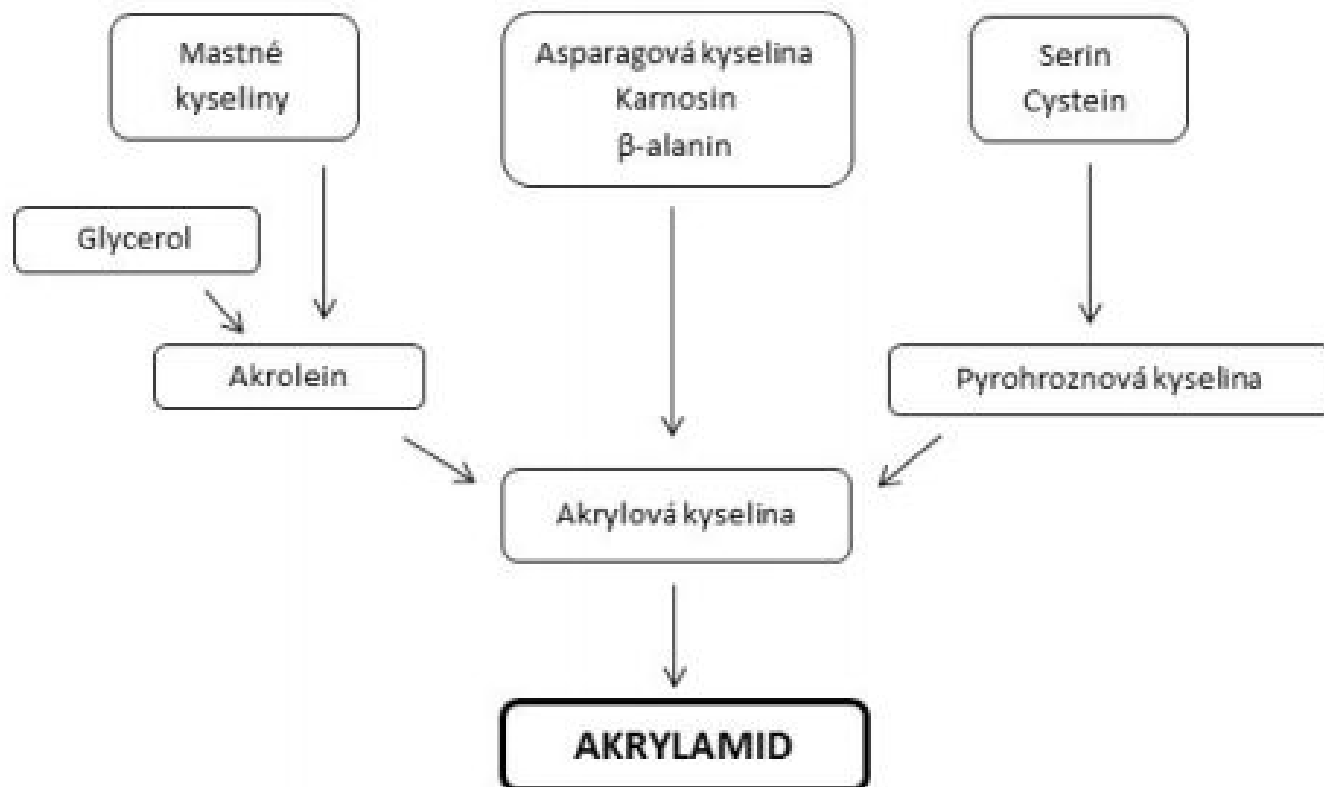 Mastné
kyseliny
Asparagová kyselina
Karnosin
β-alanin
Serin
Cystein
Glycerol
Akrolein
Pyrohroznová kyselina
Akrylová kyselina
AKRYLAMID